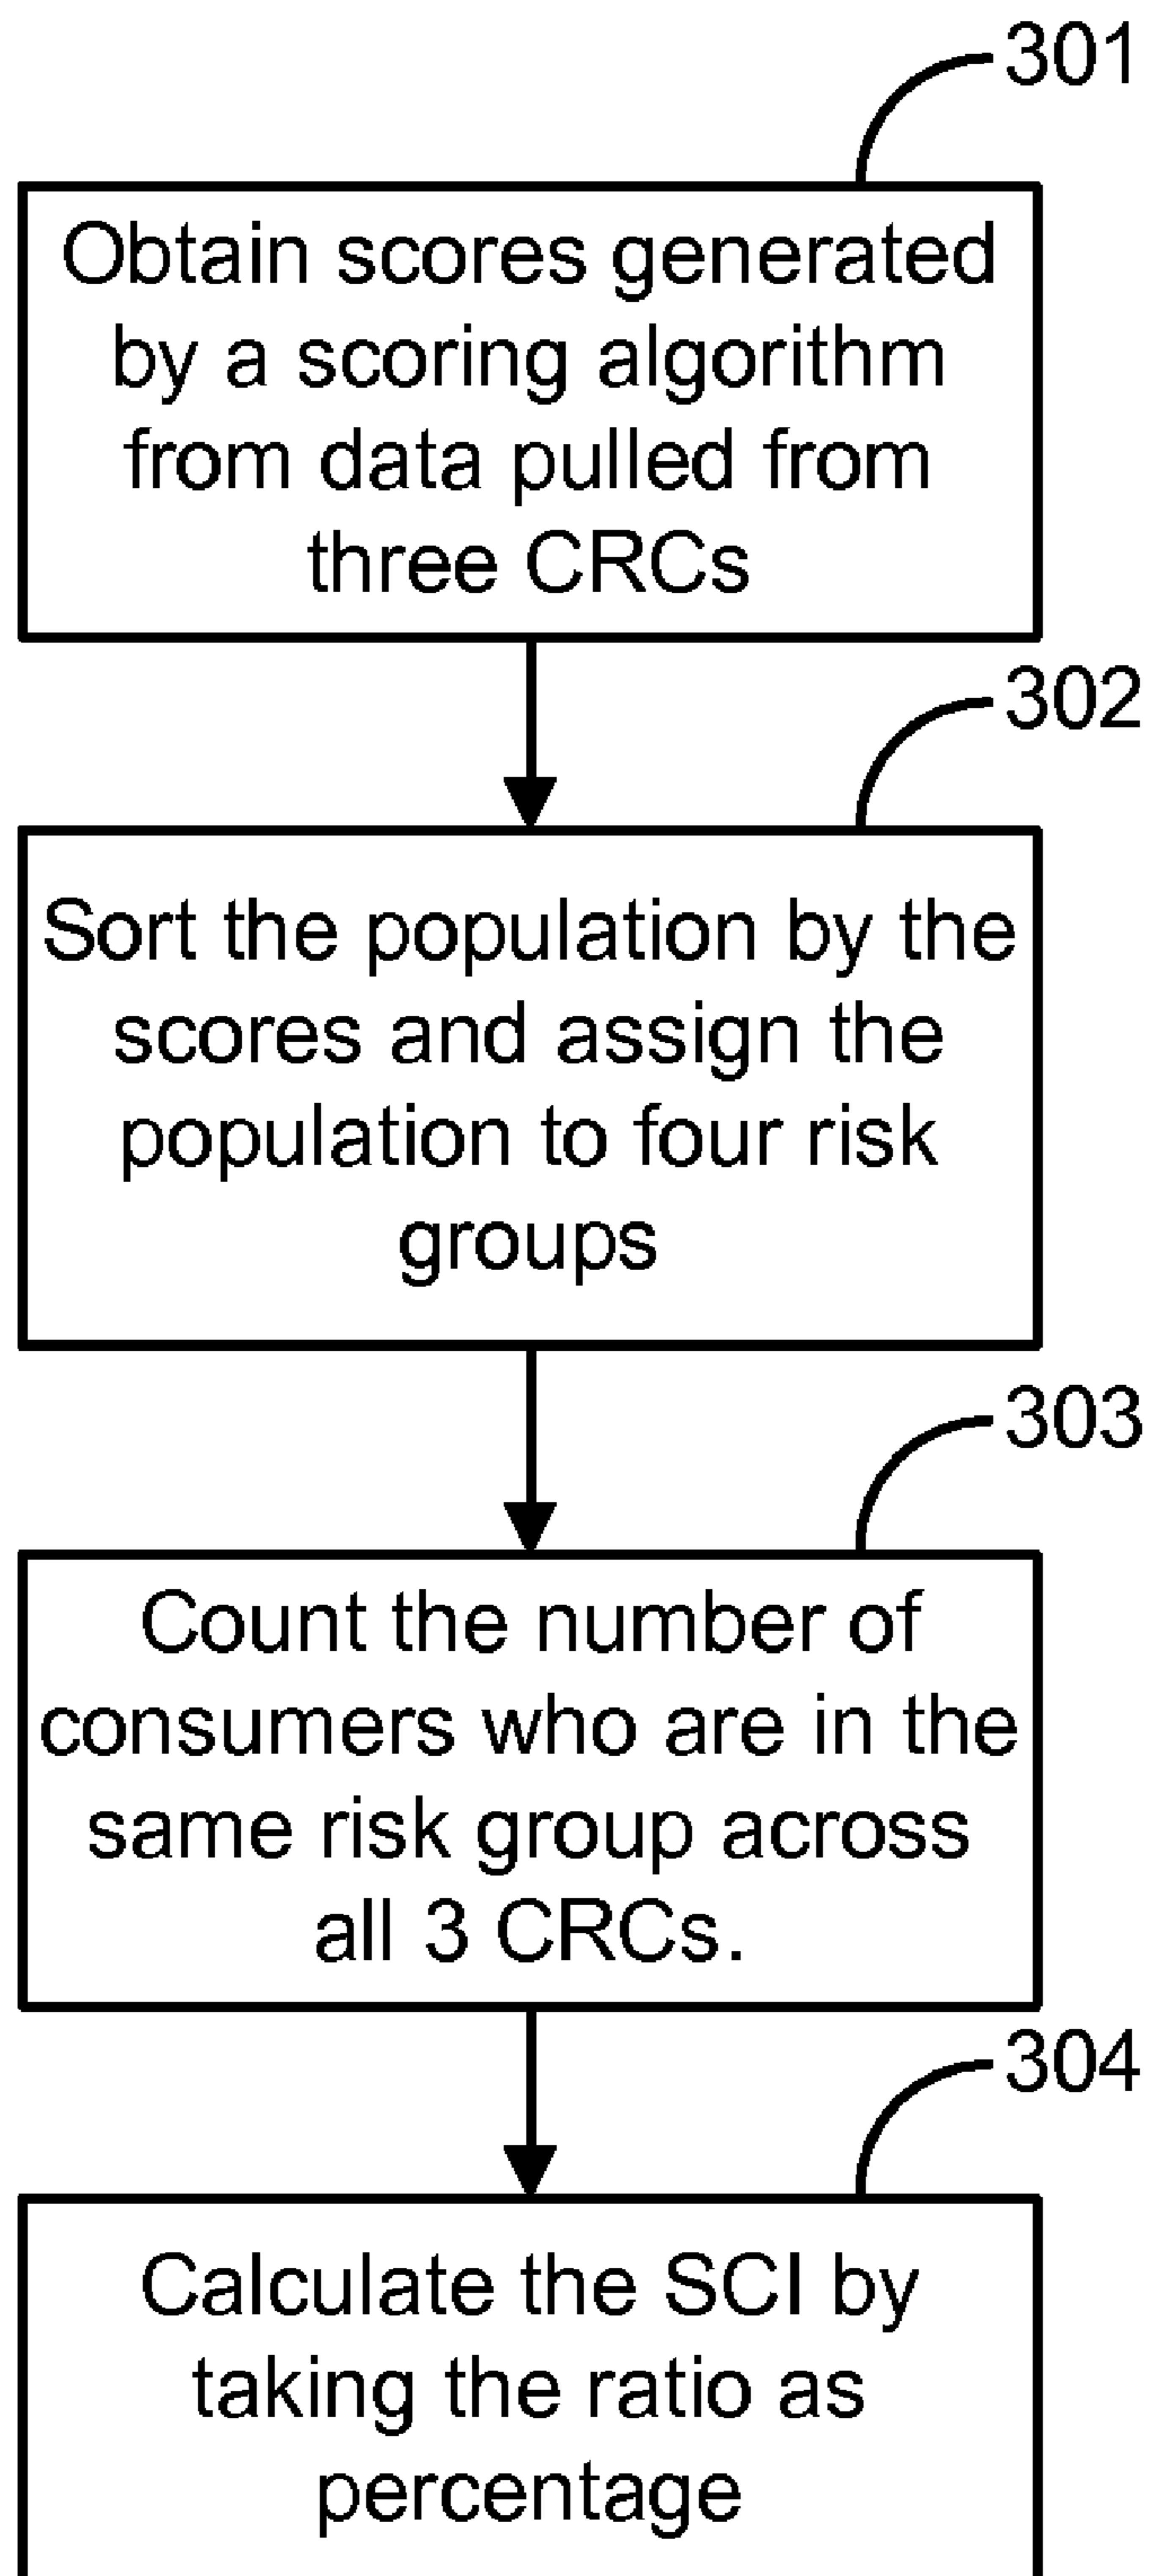 301
Obtain scores generated
by a scoring algorithm
from data pulled from
three CRCs
302
Sort the population by the
scores and assign the
population to four risk
groups
303
Count the number of
consumers who are in the
same risk group across
all 3 CRCs.
304
Calculate the SCI by
taking the ratio as
percentage